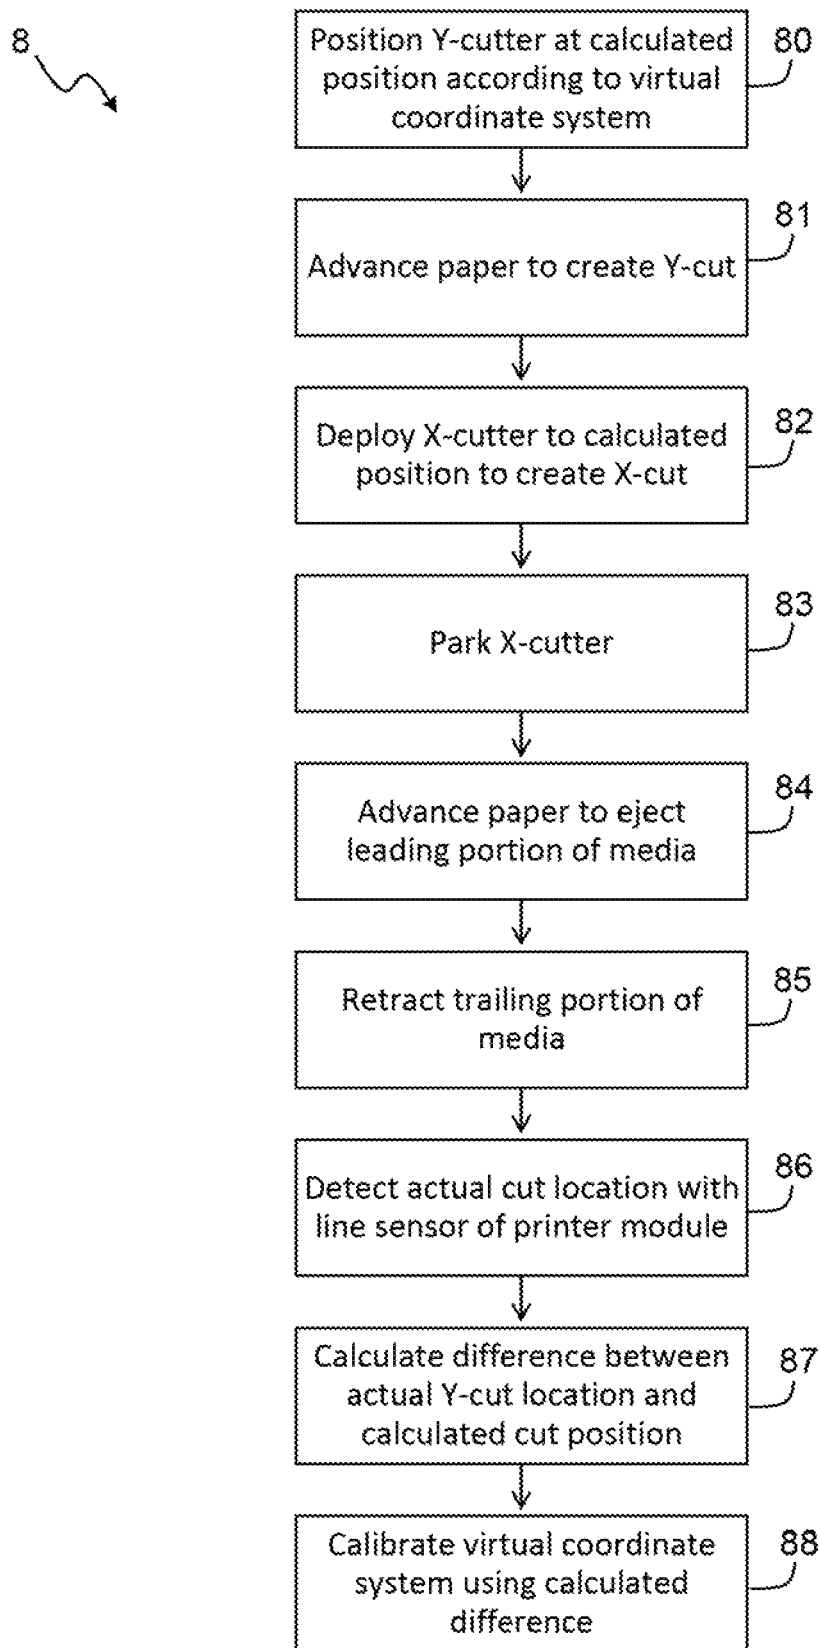 8
Position Y-cutter at calculated
position according to virtual
coordinate system
80
Advance paper to create Y-cut
81
Deploy X-cutter to calculated
position to create X-cut
82
Park X-cutter
83
Advance paper to eject
leading portion of media
84
Retract trailing portion of
media
85
Detect actual cut location with
line sensor of printer module
86
Calculate difference between
actual Y-cut location and
calculated cut position
87
Calibrate virtual coordinate
system using calculated
difference
88